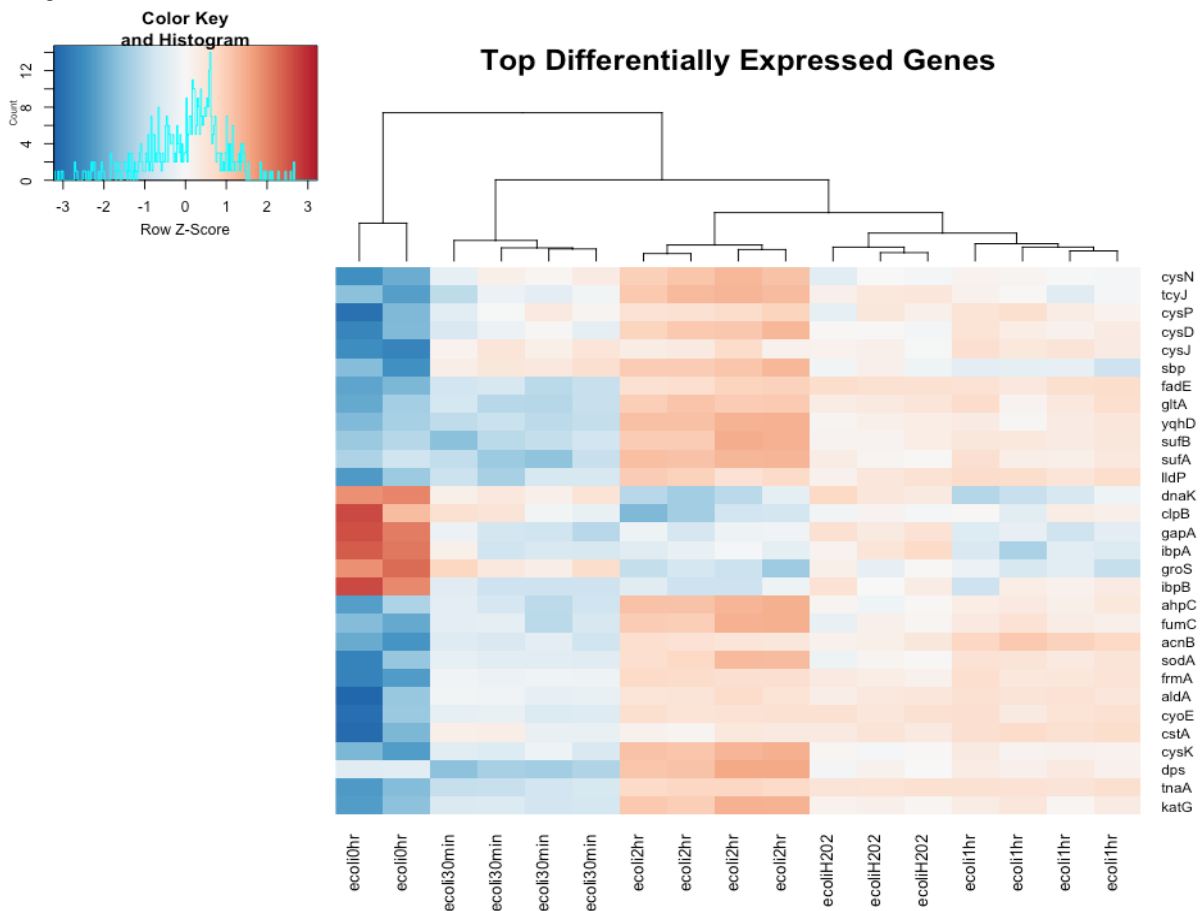 Color Key
and Histogram
Count
0 4 8 12
-3 -2 -1 0 1 2 3
Row Z-Score
Top Differentially Expressed Genes
cysN
tcyJ
cysP
cysD
cysJ
sbp
fadE
gltA
yqhD
sufB
sufA
lldP
dnaK
clpB
gapA
ibpA
groS
ibpB
ahpC
fumC
acnB
sodA
frmA
aldA
cyoE
cstA
cysK
dps
tnaA
katG
ecoli0hr
ecoli0hr
ecoli30min
ecoli30min
ecoli30min
ecoli30min
ecoli2hr
ecoli2hr
ecoli2hr
ecoli2hr
ecoliH202
ecoliH202
ecoliH202
ecoli1hr
ecoli1hr
ecoli1hr
ecoli1hr